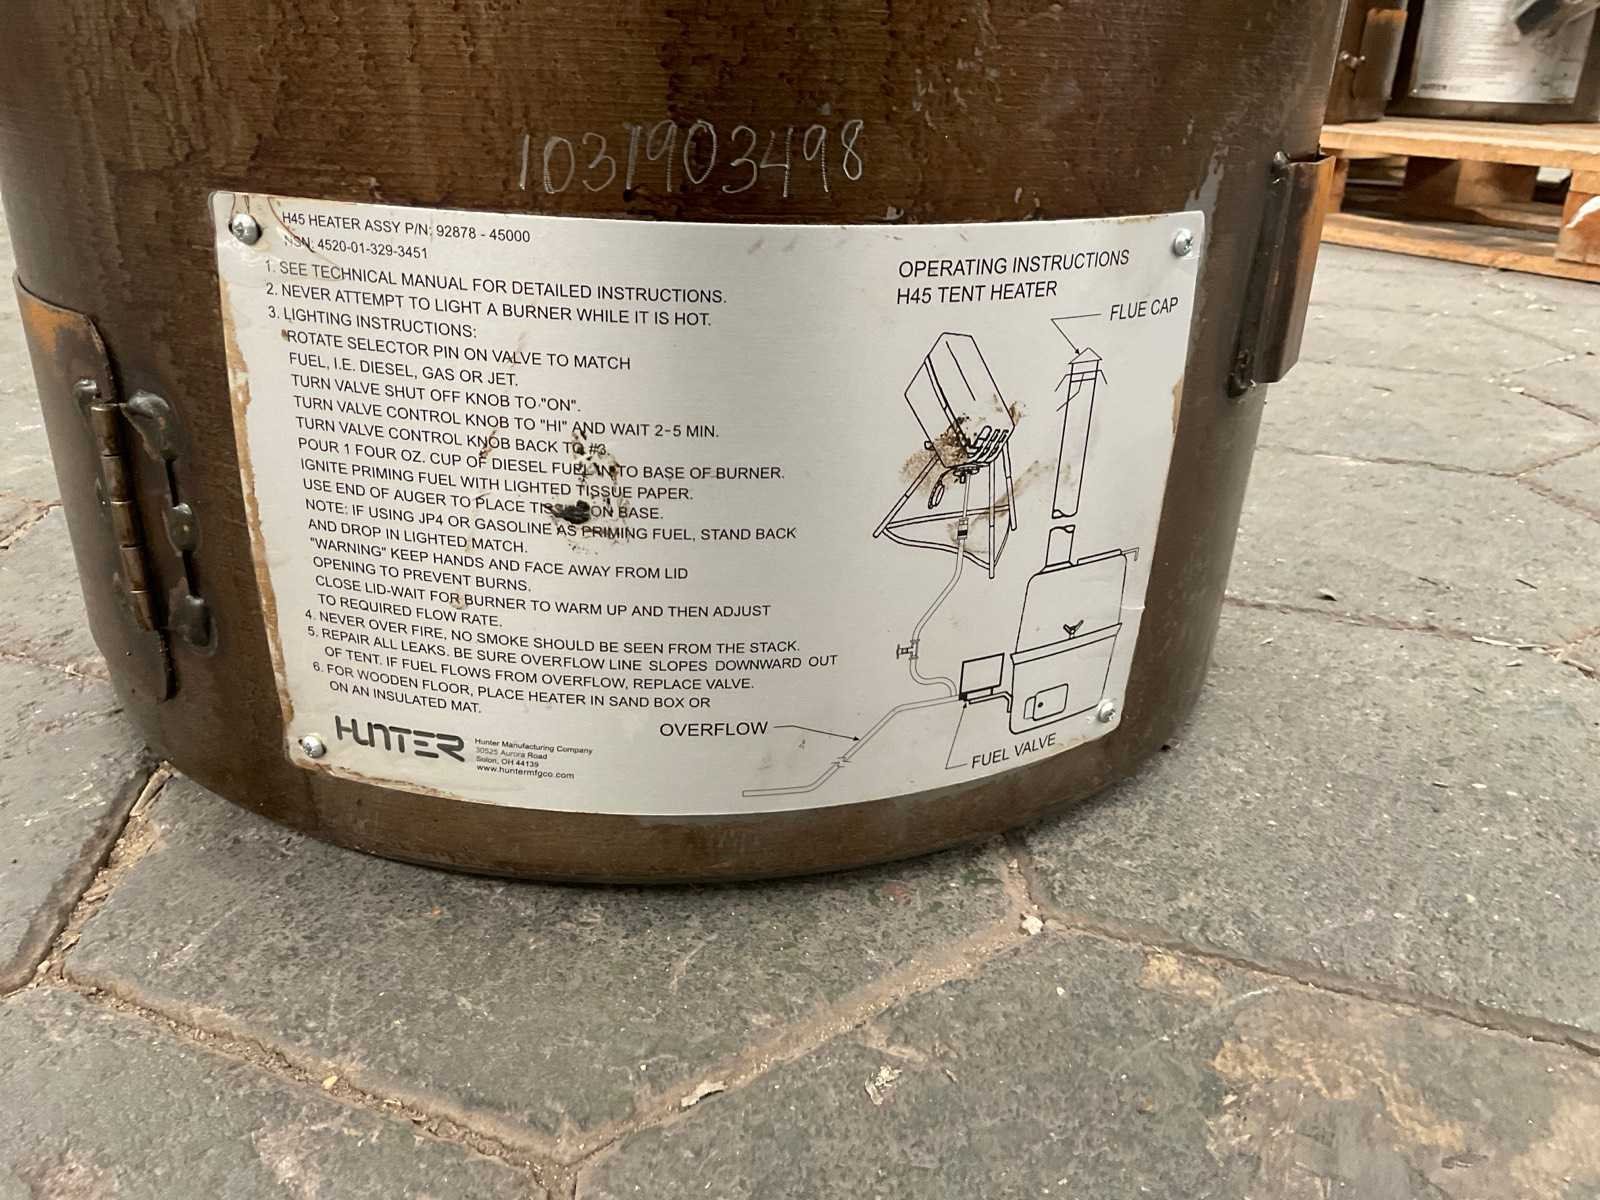 1031903498
H45 HEATER ASSY P/N: 92878 - 45000
NSN: 4520-01-329-3451
1. SEE TECHNICAL MANUAL FOR DETAILED INSTRUCTIONS.
2. NEVER ATTEMPT TO LIGHT A BURNER WHILE IT IS HOT.
3. LIGHTING INSTRUCTIONS:
ROTATE SELECTOR PIN ON VALVE TO MATCH
FUEL, I.E. DIESEL, GAS OR JET.
TURN VALVE SHUT OFF KNOB TO "ON".
TURN VALVE CONTROL KNOB TO "HI" AND WAIT 2-5 MIN.
TURN VALVE CONTROL KNOB BACK TO #3.
POUR 1 FOUR OZ. CUP OF DIESEL FUEL INTO BASE OF BURNER.
IGNITE PRIMING FUEL WITH LIGHTED TISSUE PAPER.
USE END OF AUGER TO PLACE TISSUE ON BASE.
NOTE: IF USING JP4 OR GASOLINE AS PRIMING FUEL, STAND BACK
AND DROP IN LIGHTED MATCH.
"WARNING" KEEP HANDS AND FACE AWAY FROM LID
OPENING TO PREVENT BURNS.
CLOSE LID-WAIT FOR BURNER TO WARM UP AND THEN ADJUST
TO REQUIRED FLOW RATE.
4. NEVER OVER FIRE, NO SMOKE SHOULD BE SEEN FROM THE STACK.
5. REPAIR ALL LEAKS. BE SURE OVERFLOW LINE SLOPES DOWNWARD OUT
OF TENT. IF FUEL FLOWS FROM OVERFLOW, REPLACE VALVE.
6. FOR WOODEN FLOOR, PLACE HEATER IN SAND BOX OR
ON AN INSULATED MAT.
HUNTER
Hunter Manufacturing Company
30525 Aurora Road
Solon, OH 44139
www.huntermfgco.com
OPERATING INSTRUCTIONS
H45 TENT HEATER
FLUE CAP
OVERFLOW
FUEL VALVE
HUNTER